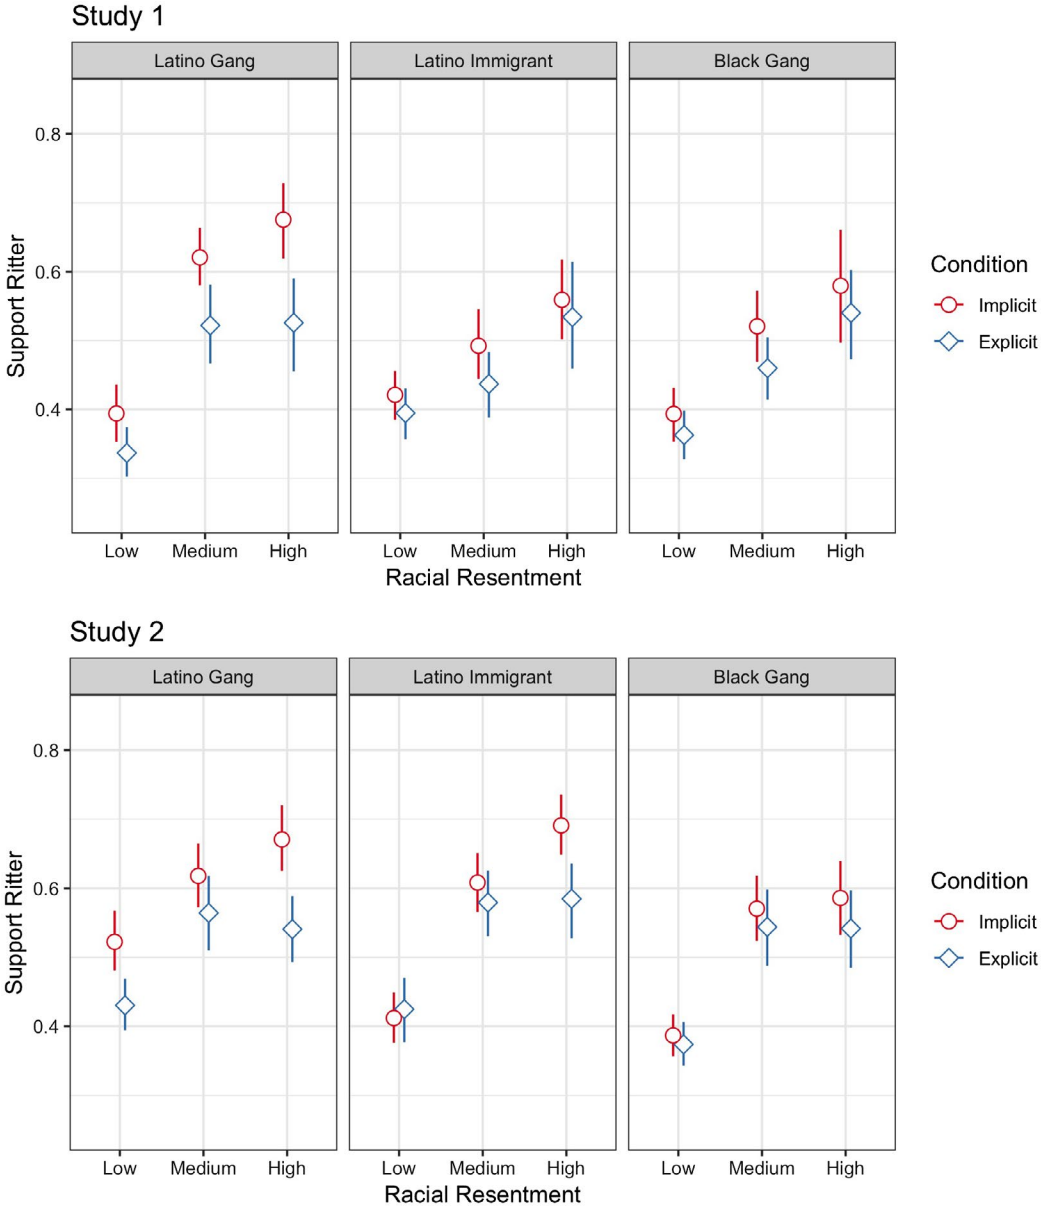 Study 1
Latino Gang Latino Immigrant Black Gang
0.8
0.6
0.4
Support Ritter
Low Medium High Low Medium High Low Medium High
Racial Resentment
Condition
Implicit
Explicit
Study 2
Latino Gang Latino Immigrant Black Gang
0.8
0.6
0.4
Support Ritter
Low Medium High Low Medium High Low Medium High
Racial Resentment
Condition
Implicit
Explicit